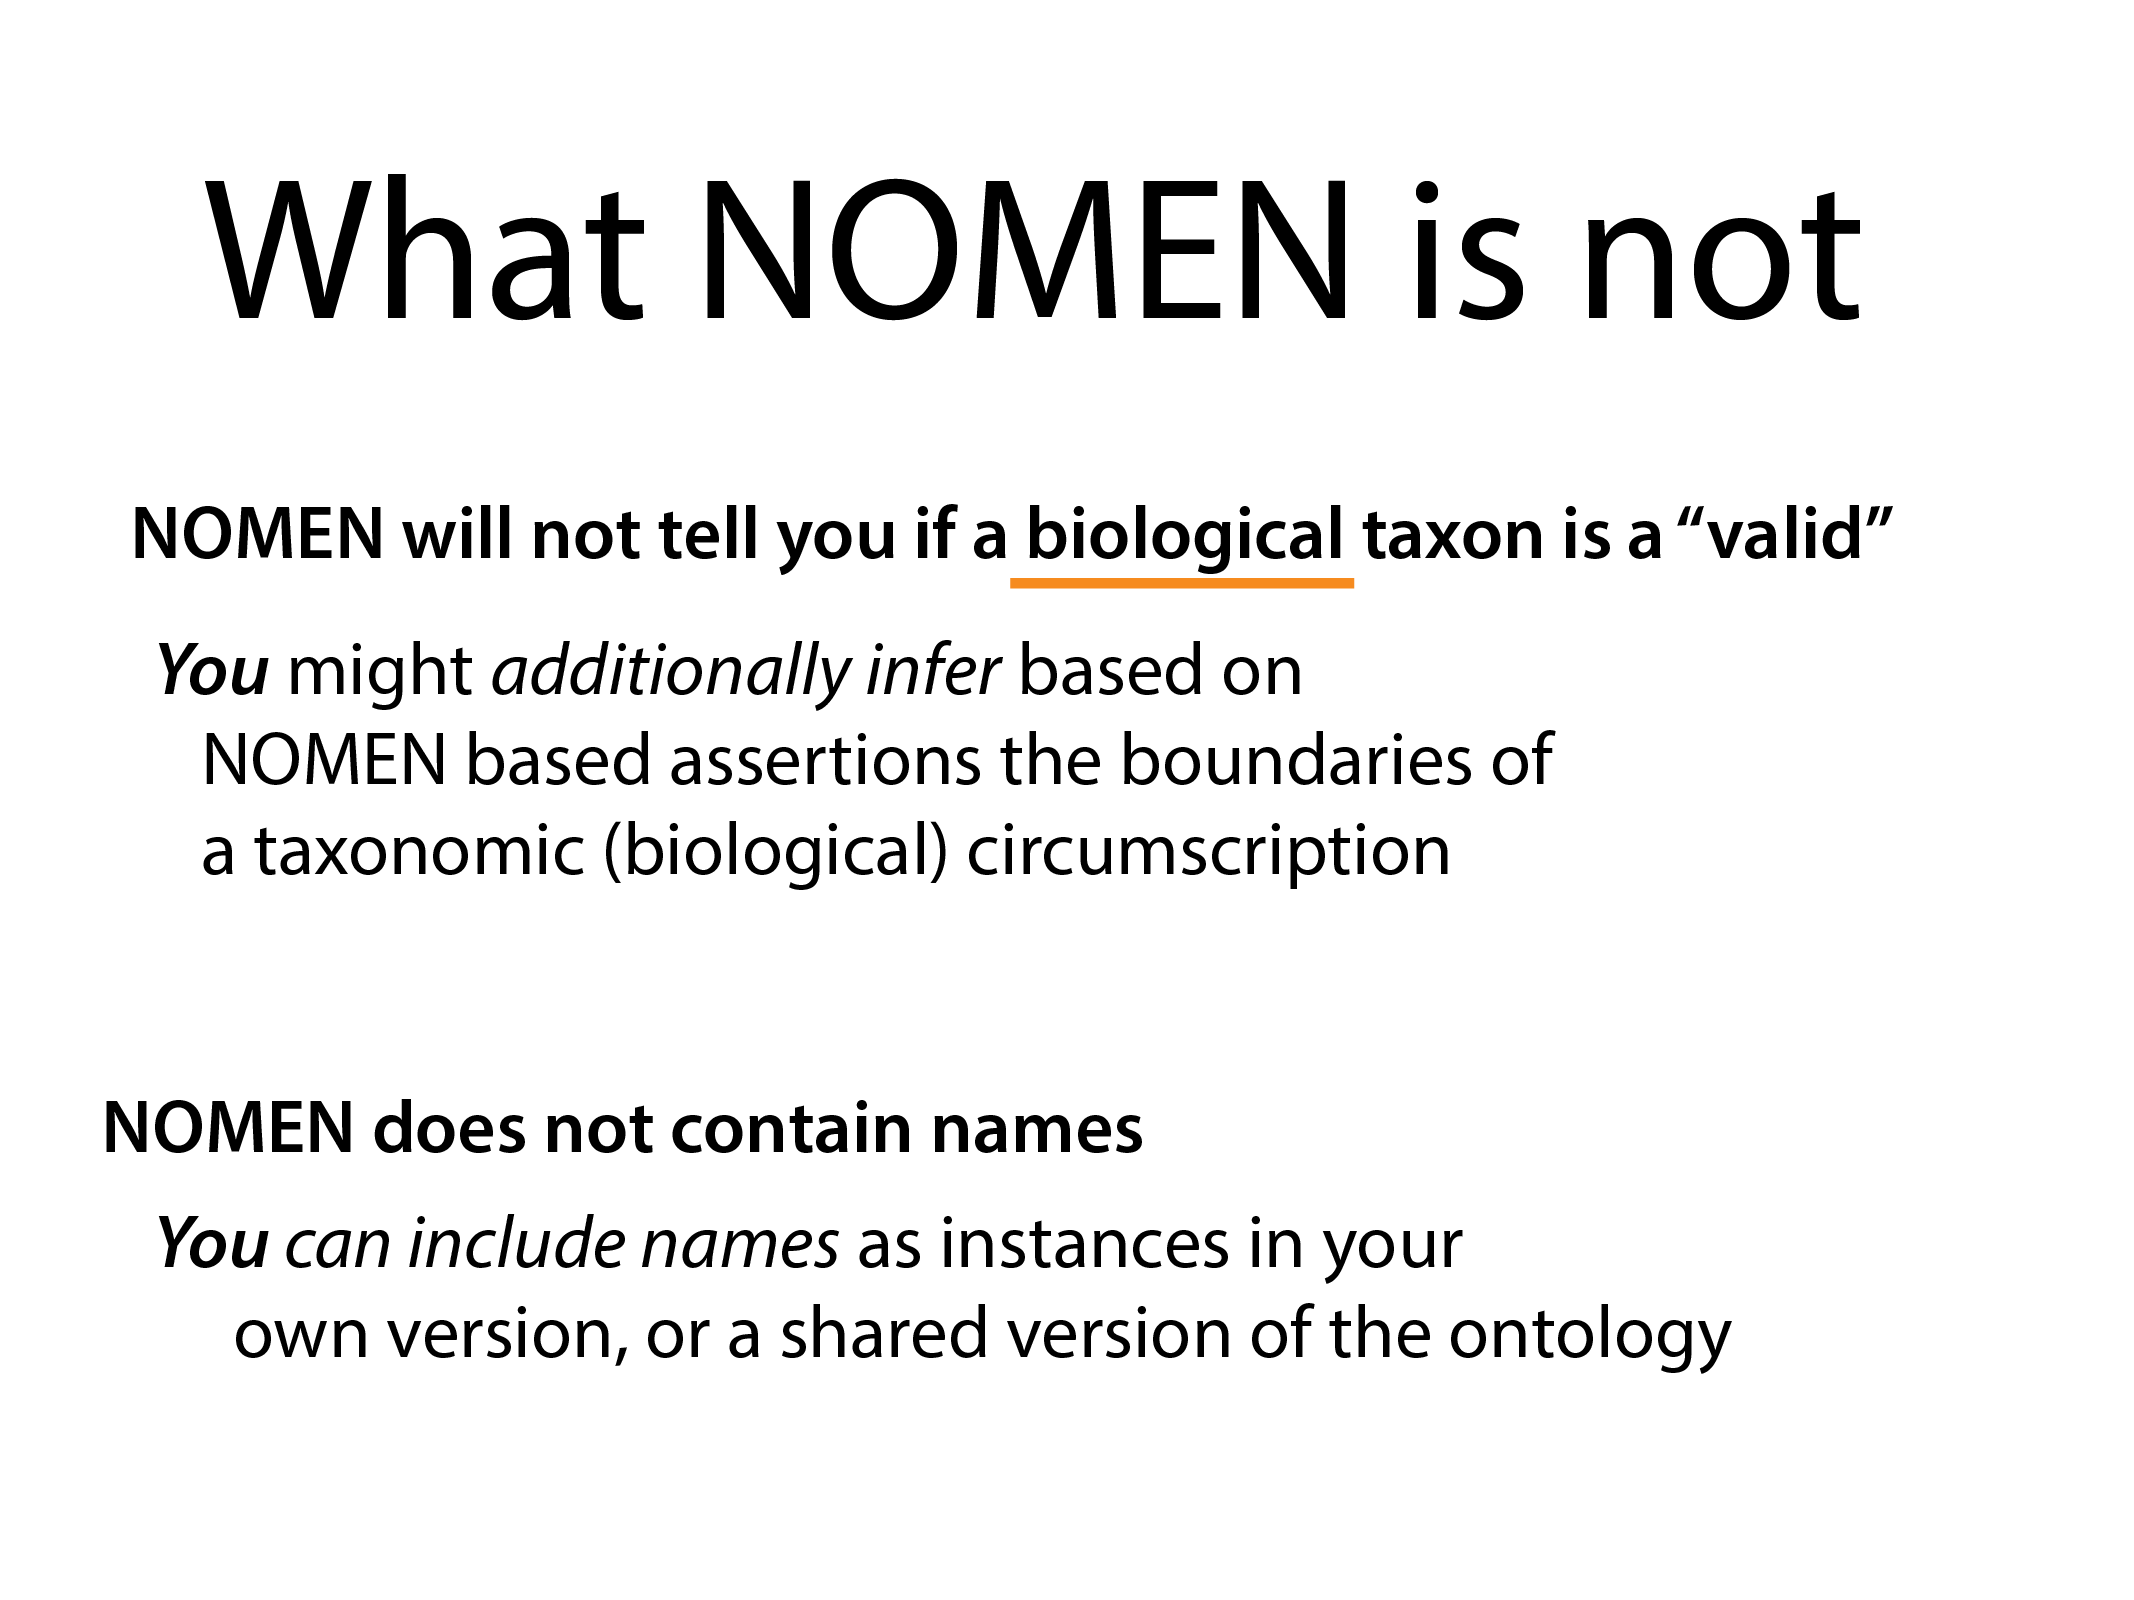 What NOMEN is not
NOMEN will not tell you if a biological taxon is a “valid”
You might additionally infer based on
NOMEN based assertions the boundaries of
a taxonomic (biological) circumscription
NOMEN does not contain names
You can include names as instances in your
own version, or a shared version of the ontology